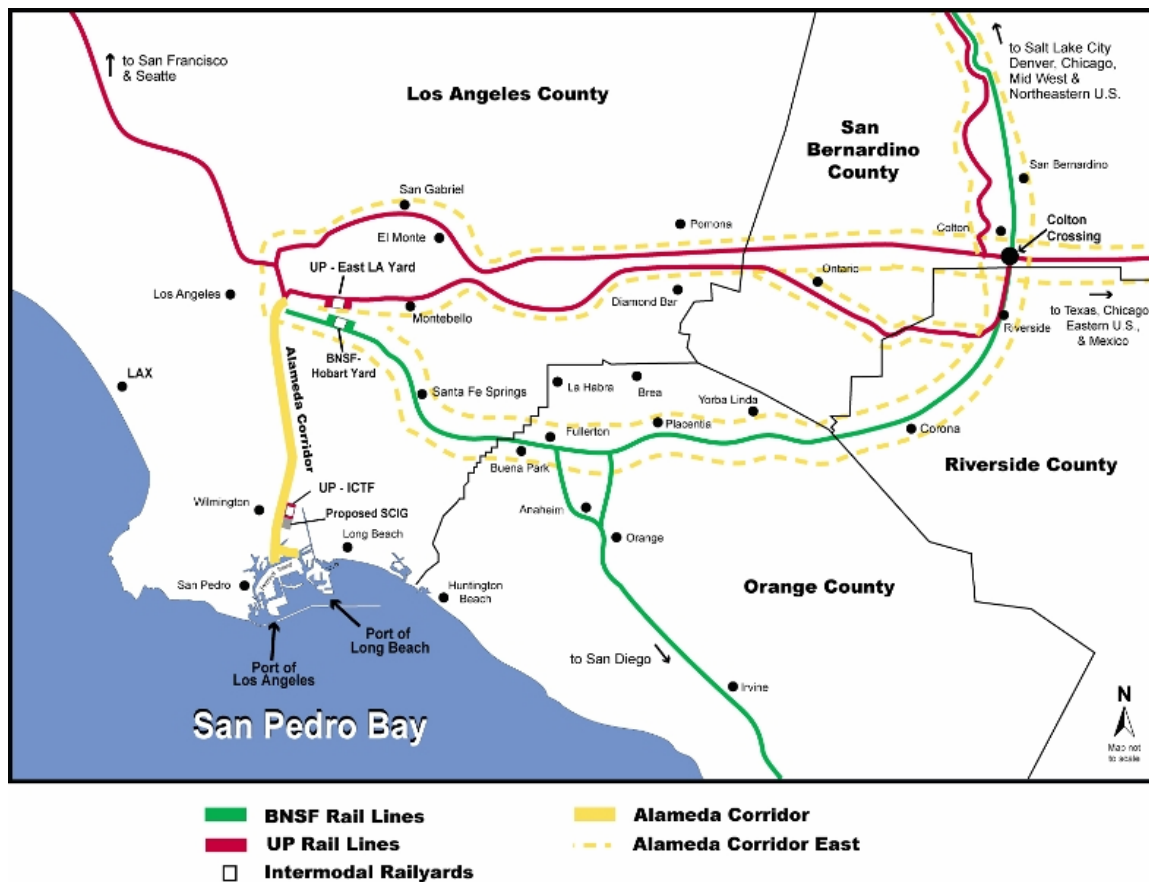 to San Francisco
& Seatte
Los Angeles County
San
Bernardino
County
to Salt Lake City
Denver, Chicago,
Mid West &
Northeastern U.S.
San Bernardino
San Gabriel
El Monte
Pomona
Colton
Colton
Crossing
UP - East LA Yard
Los Angeles
Montebello
Diamond Bar
Ontario
to Texas, Chicago
Eastern U.S.,
& Mexico
Riverside
BNSF-
Hobart Yard
LAX
Alameda Corridor
Santa Fe Springs
La Habra
Brea
Yorba Linda
Placentia
Fullerton
Corona
Buena Park
Riverside County
UP - ICTF
Wilmington
Proposed SCIG
Anaheim
Long Beach
Orange
San Pedro
Huntington
Beach
Orange County
Port of
Long Beach
Port of
Los Angeles
to San Diego
Irvine
San Pedro Bay
N
Map not
to scale
BNSF Rail Lines
Alameda Corridor
UP Rail Lines
Alameda Corridor East
Intermodal Railyards